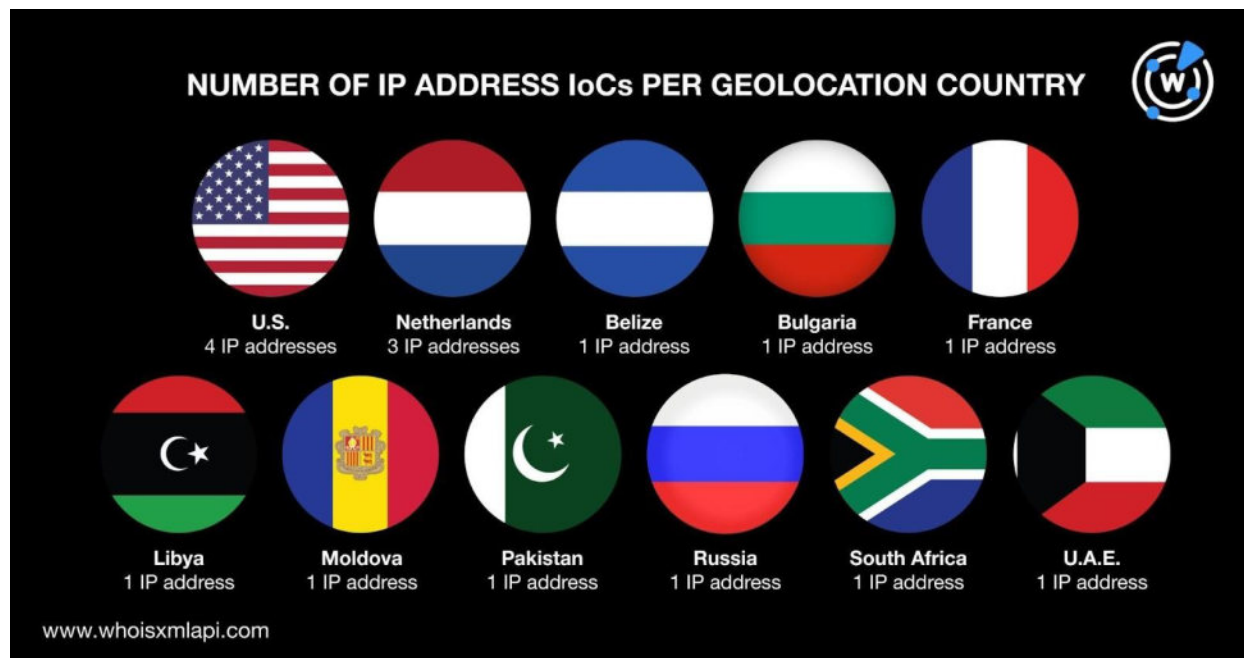 NUMBER OF IP ADDRESS IoCs PER GEOLOCATION COUNTRY
W
U.S.
4 IP addresses
Netherlands
3 IP addresses
Belize
1 IP address
Bulgaria
1 IP address
France
1 IP address
Libya
1 IP address
Moldova
1 IP address
Pakistan
1 IP address
Russia
1 IP address
South Africa
1 IP address
U.A.E.
1 IP address
www.whoisxmlapi.com